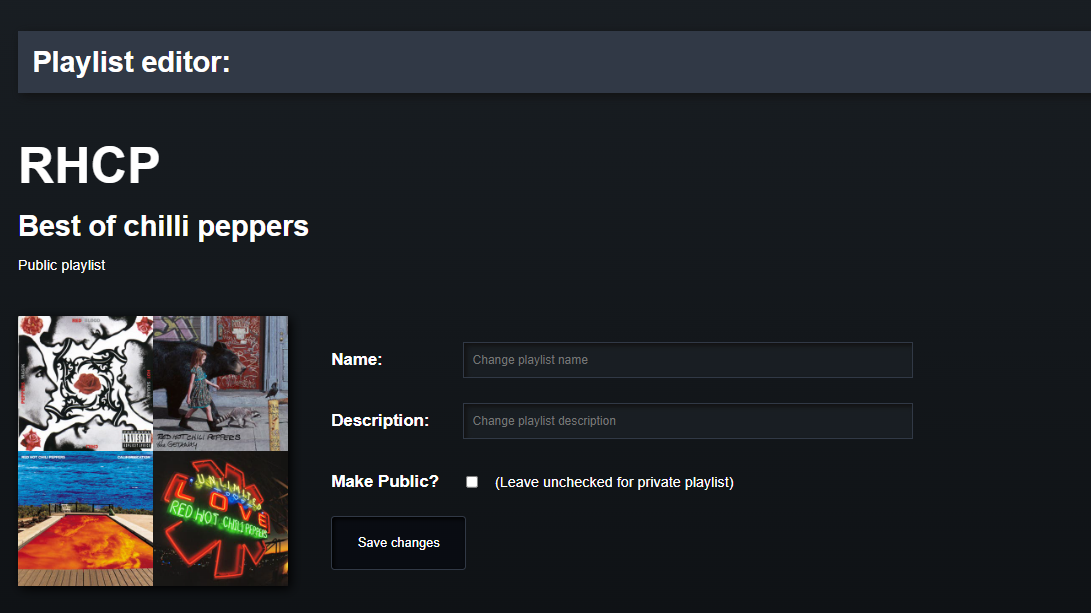 Playlist editor:
RHCP
Best of chilli peppers
Public playlist
RED HOT CHILI PEPPERS
THE GETAWAY
RED HOT CHILI PEPPERS
CALIFORNICATION
UNLIMITED
LOVE
RED HOT CHILI PEPPERS
Name:
Change playlist name
Description:
Change playlist description
Make Public?
(Leave unchecked for private playlist)
Save changes